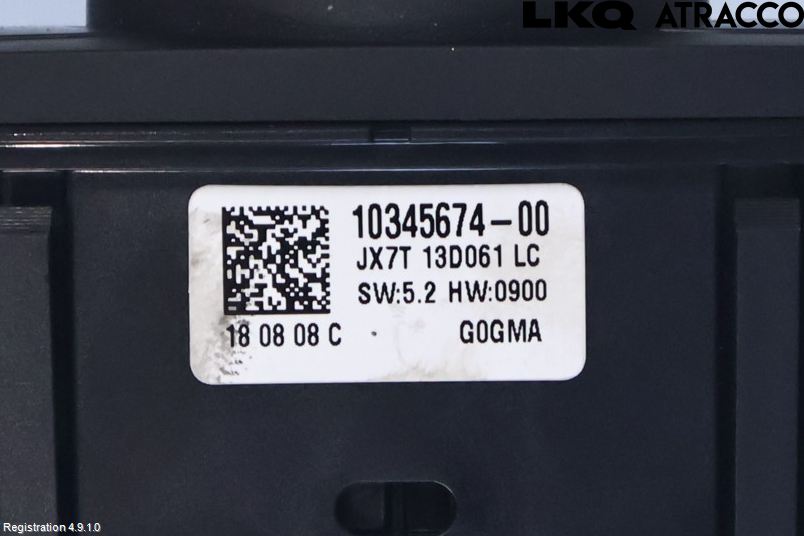 LKQ ATRACCO
10345674-00
JX7T 13D061 LC
SW:5.2 HW:0900
18 08 08 C G0GMA
Registration 4.9.1.0